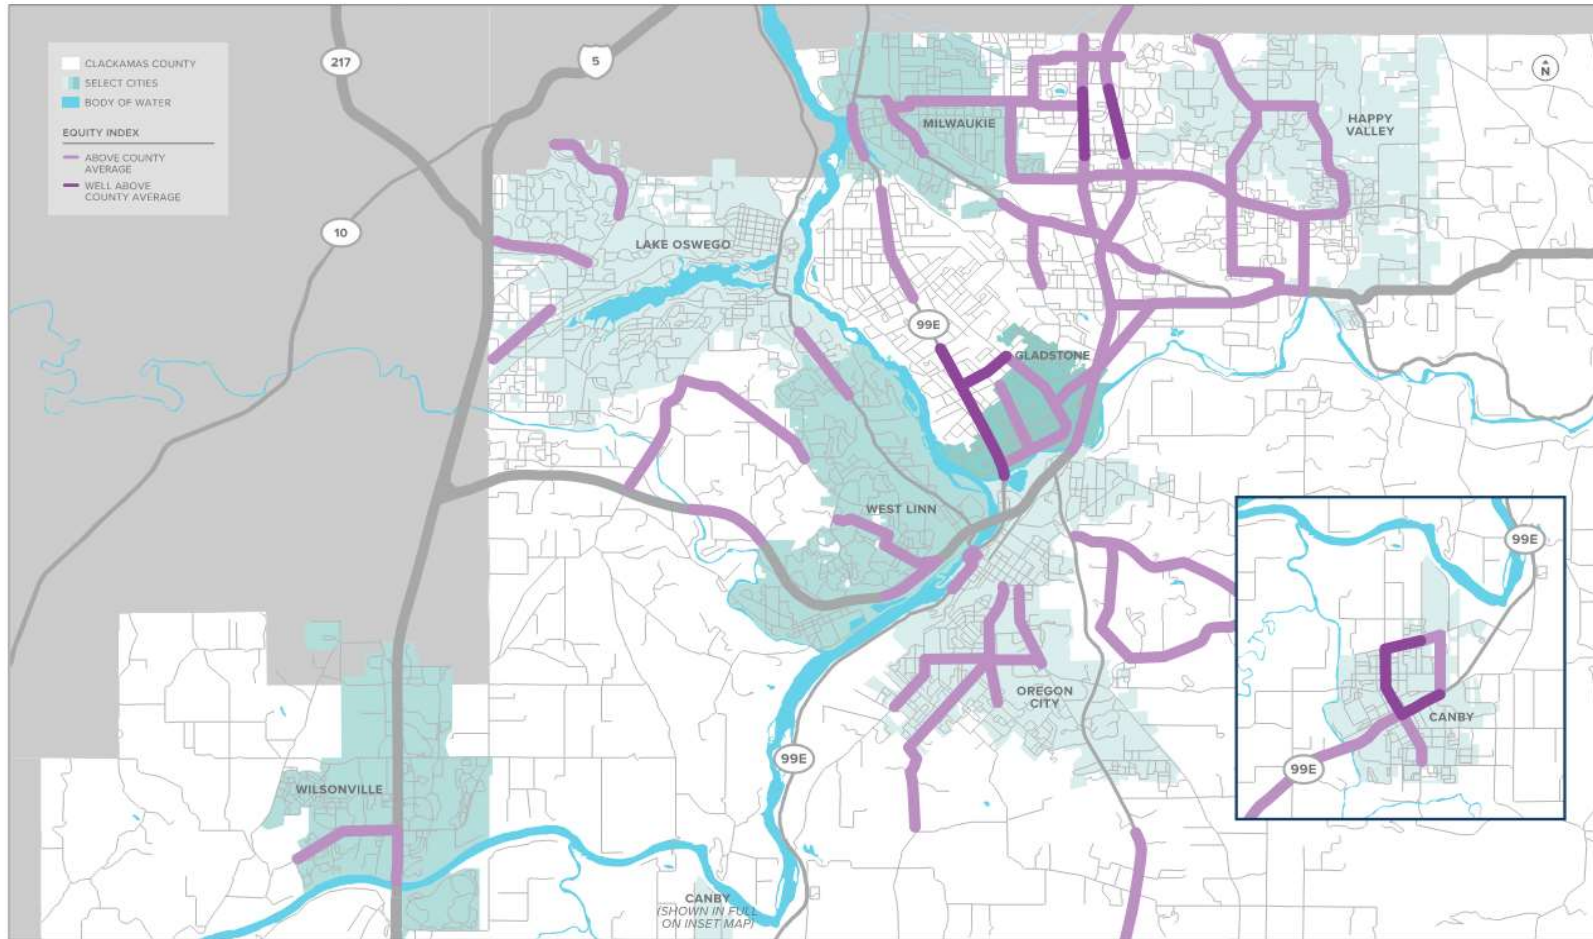 CLACKAMAS COUNTY
SELECT CITIES
BODY OF WATER
EQUITY INDEX
ABOVE COUNTY
AVERAGE
WELL ABOVE
COUNTY AVERAGE
217
5
10
N
MILWAUKIE
HAPPY
VALLEY
LAKE OSWEGO
99E
GLADSTONE
WEST LINN
OREGON
CITY
99E
WILSONVILLE
CANBY
(SHOWN IN FULL
ON INSET MAP)
99E
CANBY
99E